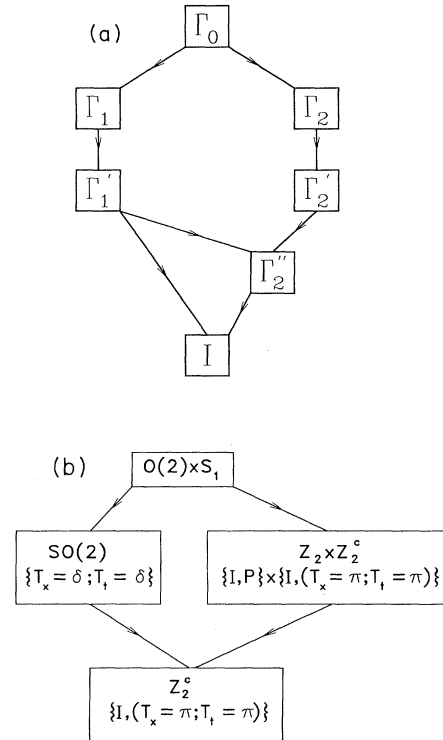 (a)
Γ₀
Γ₁ Γ₂
Γ₁′ Γ₂′
Γ₂″
I
(b)
O(2)×S₁
SO(2)
{Tₓ = δ ; Tₜ = δ}
Z₂×Z₂ᶜ
{I,P}×{I,(Tₓ = π; Tₜ = π)}
Z₂ᶜ
{I,(Tₓ = π; Tₜ = π)}